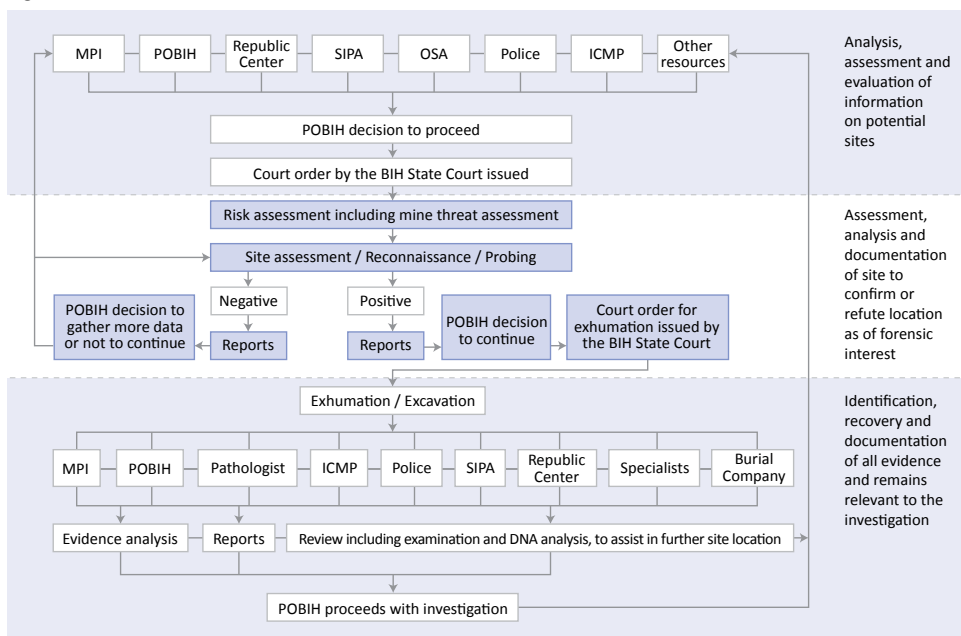 MPI
POBIH
Republic
Center
SIPA
OSA
Police
ICMP
Other
resources
Analysis,
assessment and
evaluation of
information
on potential
sites
POBIH decision to proceed
Court order by the BIH State Court issued
Risk assessment including mine threat assessment
Site assessment / Reconnaissance / Probing
Assessment,
analysis and
documentation
of site to
confirm or
refute location
as of forensic
interest
Negative
Positive
POBIH decision to
gather more data
or not to continue
Reports
Reports
POBIH decision
to continue
Court order for
exhumation issued by
the BIH State Court
Exhumation / Excavation
Identification,
recovery and
documentation
of all evidence
and remains
relevant to the
investigation
MPI
POBIH
Pathologist
ICMP
Police
SIPA
Republic
Center
Specialists
Burial
Company
Evidence analysis
Reports
Review including examination and DNA analysis, to assist in further site location
POBIH proceeds with investigation